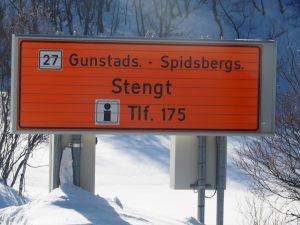 27 Gunstads. - Spidsbergs.
Stengt
i Tlf. 175